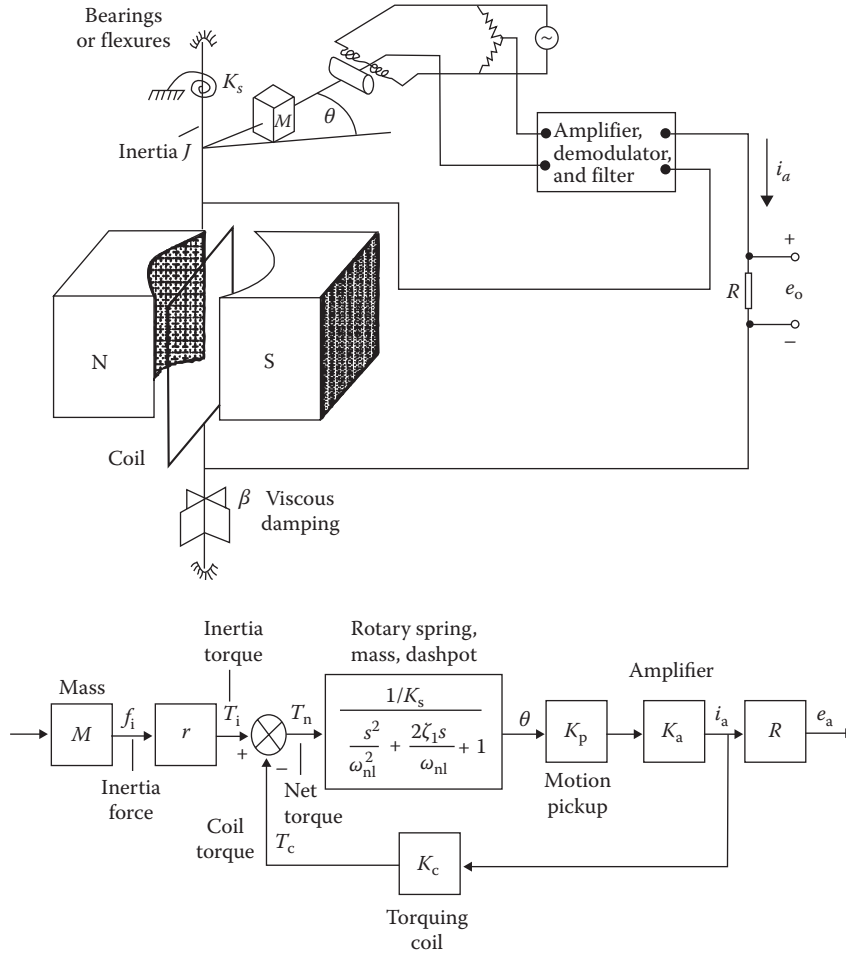 Bearings
or flexures
K_s
M
θ
Inertia J
Amplifier,
demodulator,
and filter
i_a
+
R
e_o
−
N
S
Coil
β Viscous
damping
Inertia
torque
Rotary spring,
mass, dashpot
Amplifier
Mass
M
f_i
r
T_i
+
−
T_n
1/K_s
s^2
ω_nl^2
+
2ζ_1s
ω_nl
+ 1
θ
K_p
K_a
i_a
R
e_a
Inertia
force
Net
torque
Motion
pickup
Coil
torque
T_c
K_c
Torquing
coil